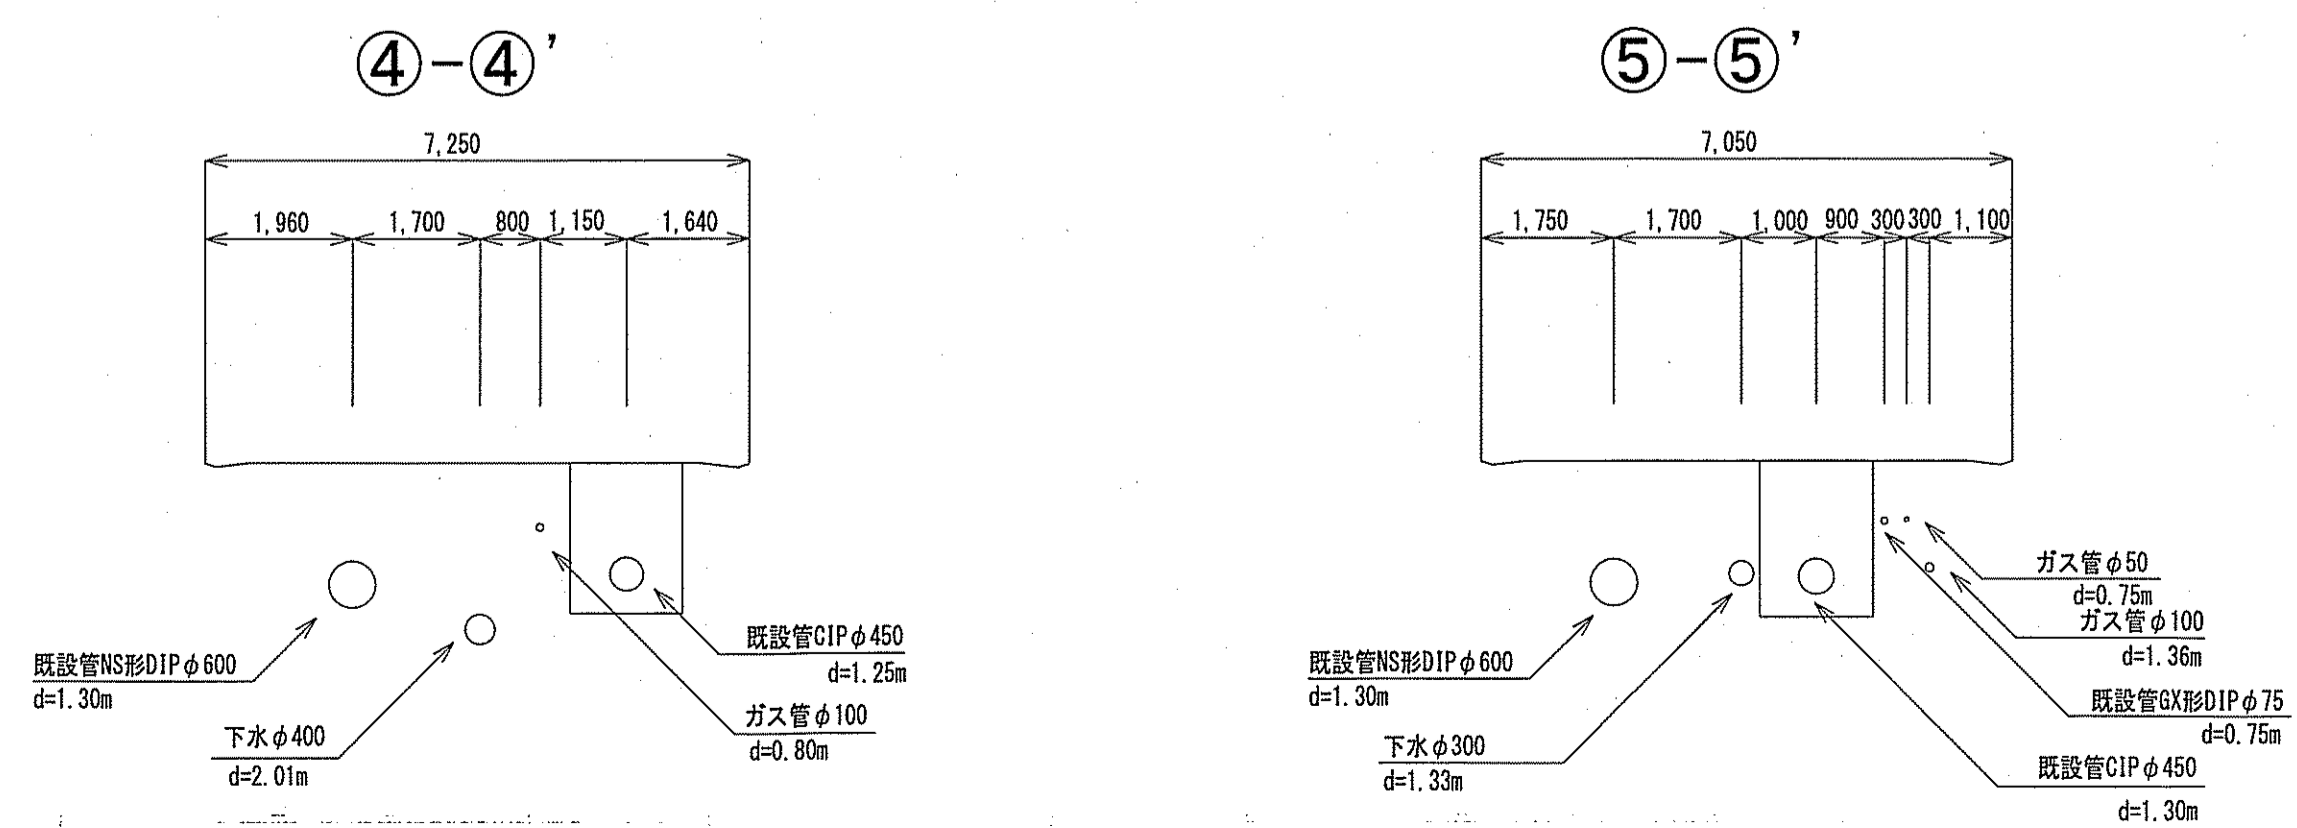 ④-④'
7,250
1,960 1,700 800 1,150 1,640
既設管NS形DIPφ600
d=1.30m
下水φ400
d=2.01m
既設管CIPφ450
d=1.25m
ガス管φ100
d=0.80m
⑤-⑤'
7,050
1,750 1,700 1,000 900 300 300 1,100
既設管NS形DIPφ600
d=1.30m
下水φ300
d=1.33m
ガス管φ50
d=0.75m
ガス管φ100
d=1.36m
既設管GX形DIPφ75
d=0.75m
既設管CIPφ450
d=1.30m